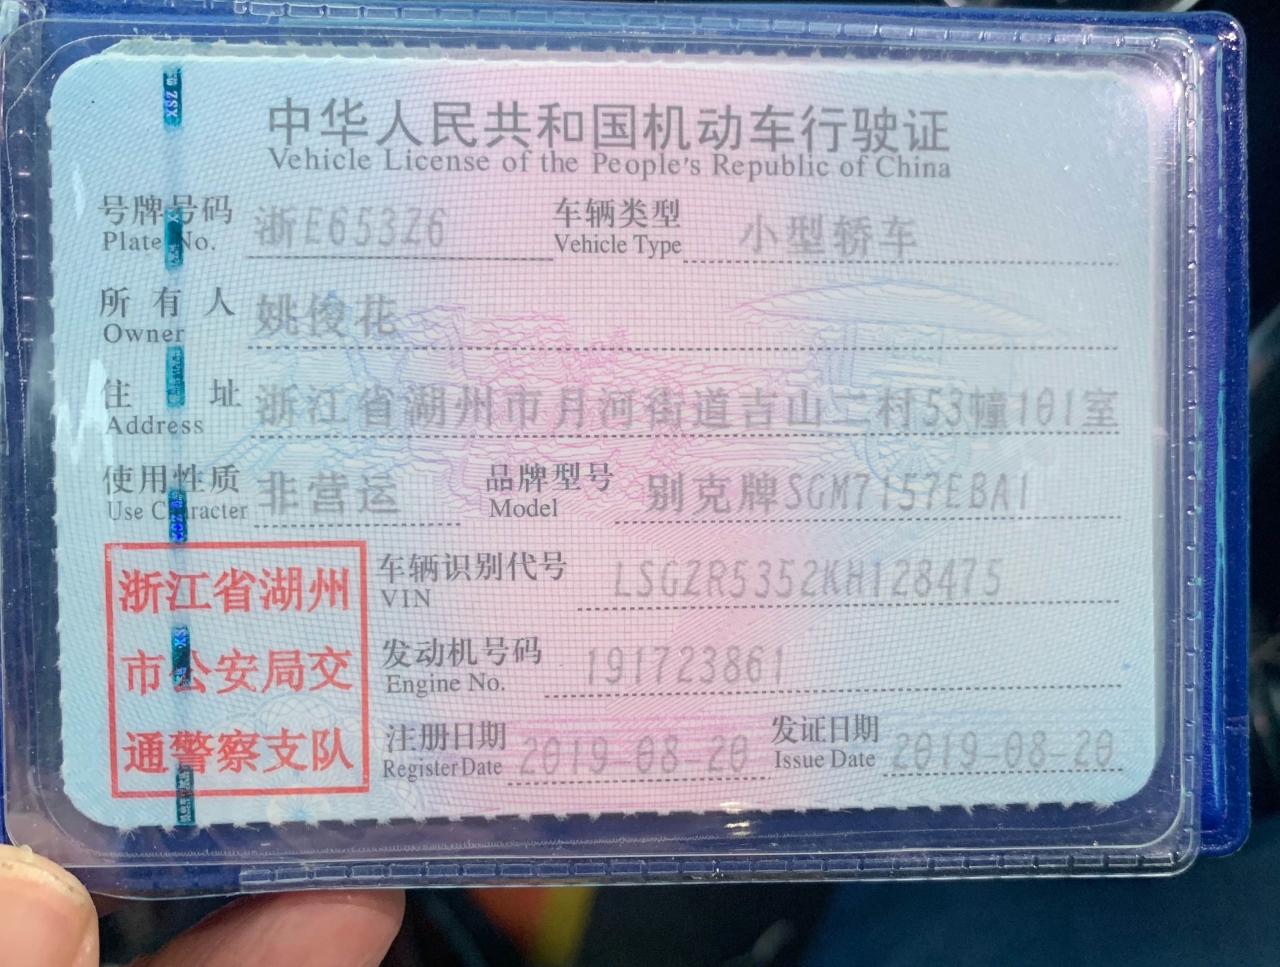 中华人民共和国机动车行驶证
Vehicle License of the People's Republic of China
号牌号码 浙E653Z6 车辆类型 小型轿车
Plate No. Vehicle Type
所有人 姚俊花
Owner
住址 浙江省湖州市月河街道吉山二村53幢101室
Address
使用性质 非营运 品牌型号 别克牌SGM7157EBA1
Use Character Model
浙江省湖州
市公安局交
通警察支队
车辆识别代号 LSGZR5352KH128475
VIN
发动机号码 191723861
Engine No.
注册日期 2019-08-20 发证日期 2019-08-20
Register Date Issue Date